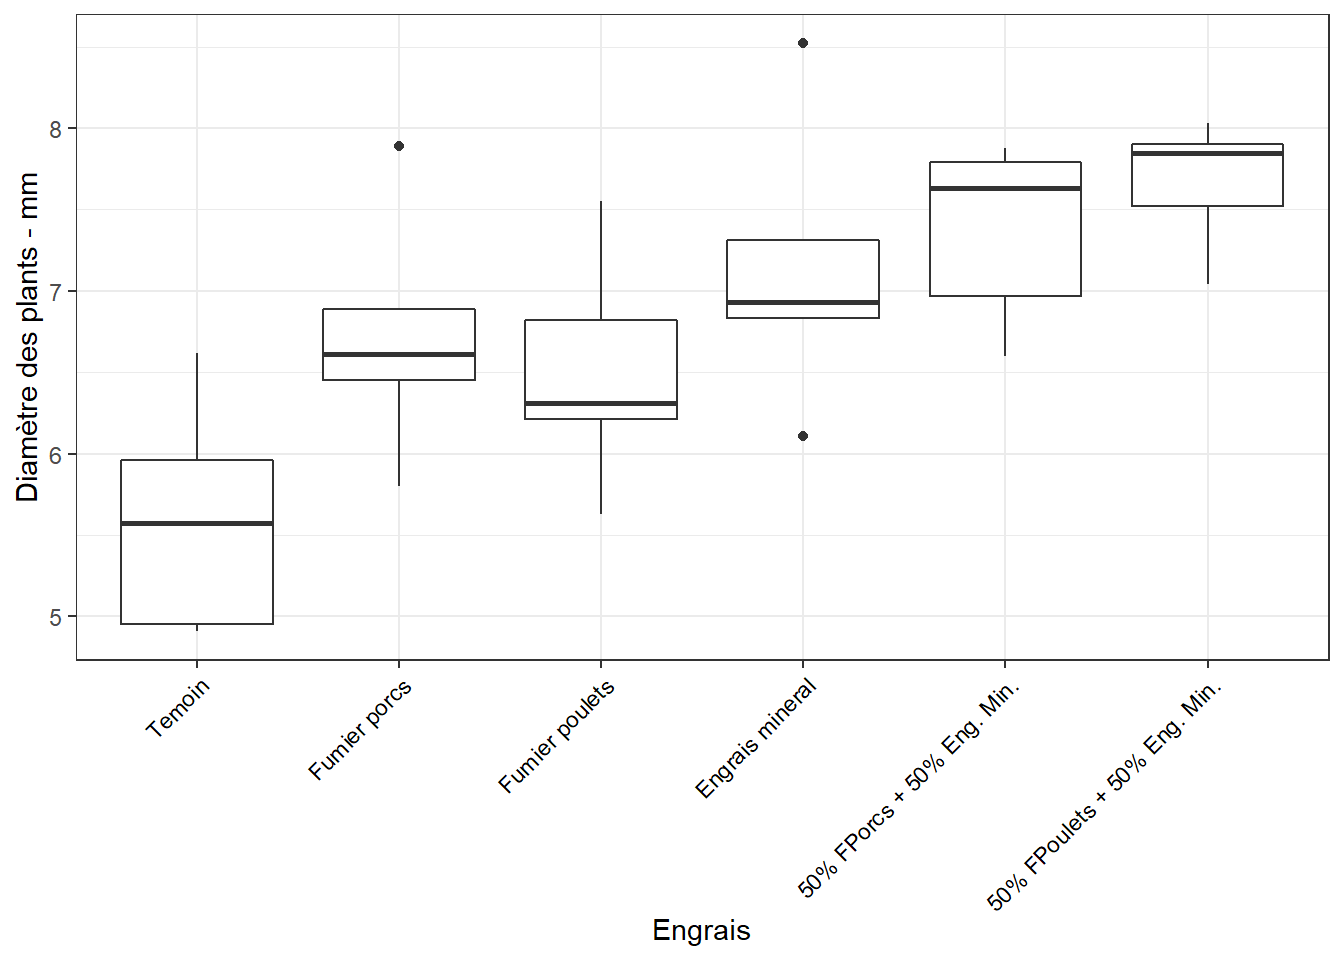 Diamètre des plants - mm
8
7
6
5
Temoin
Fumier porcs
Fumier poulets
Engrais mineral
50% FPorcs + 50% Eng. Min.
50% FPoulets + 50% Eng. Min.
Engrais